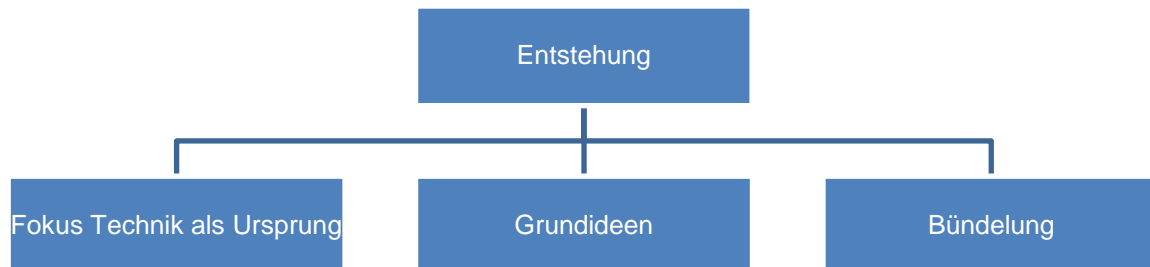 Entstehung
Fokus Technik als Ursprung
Grundideen
Bündelung